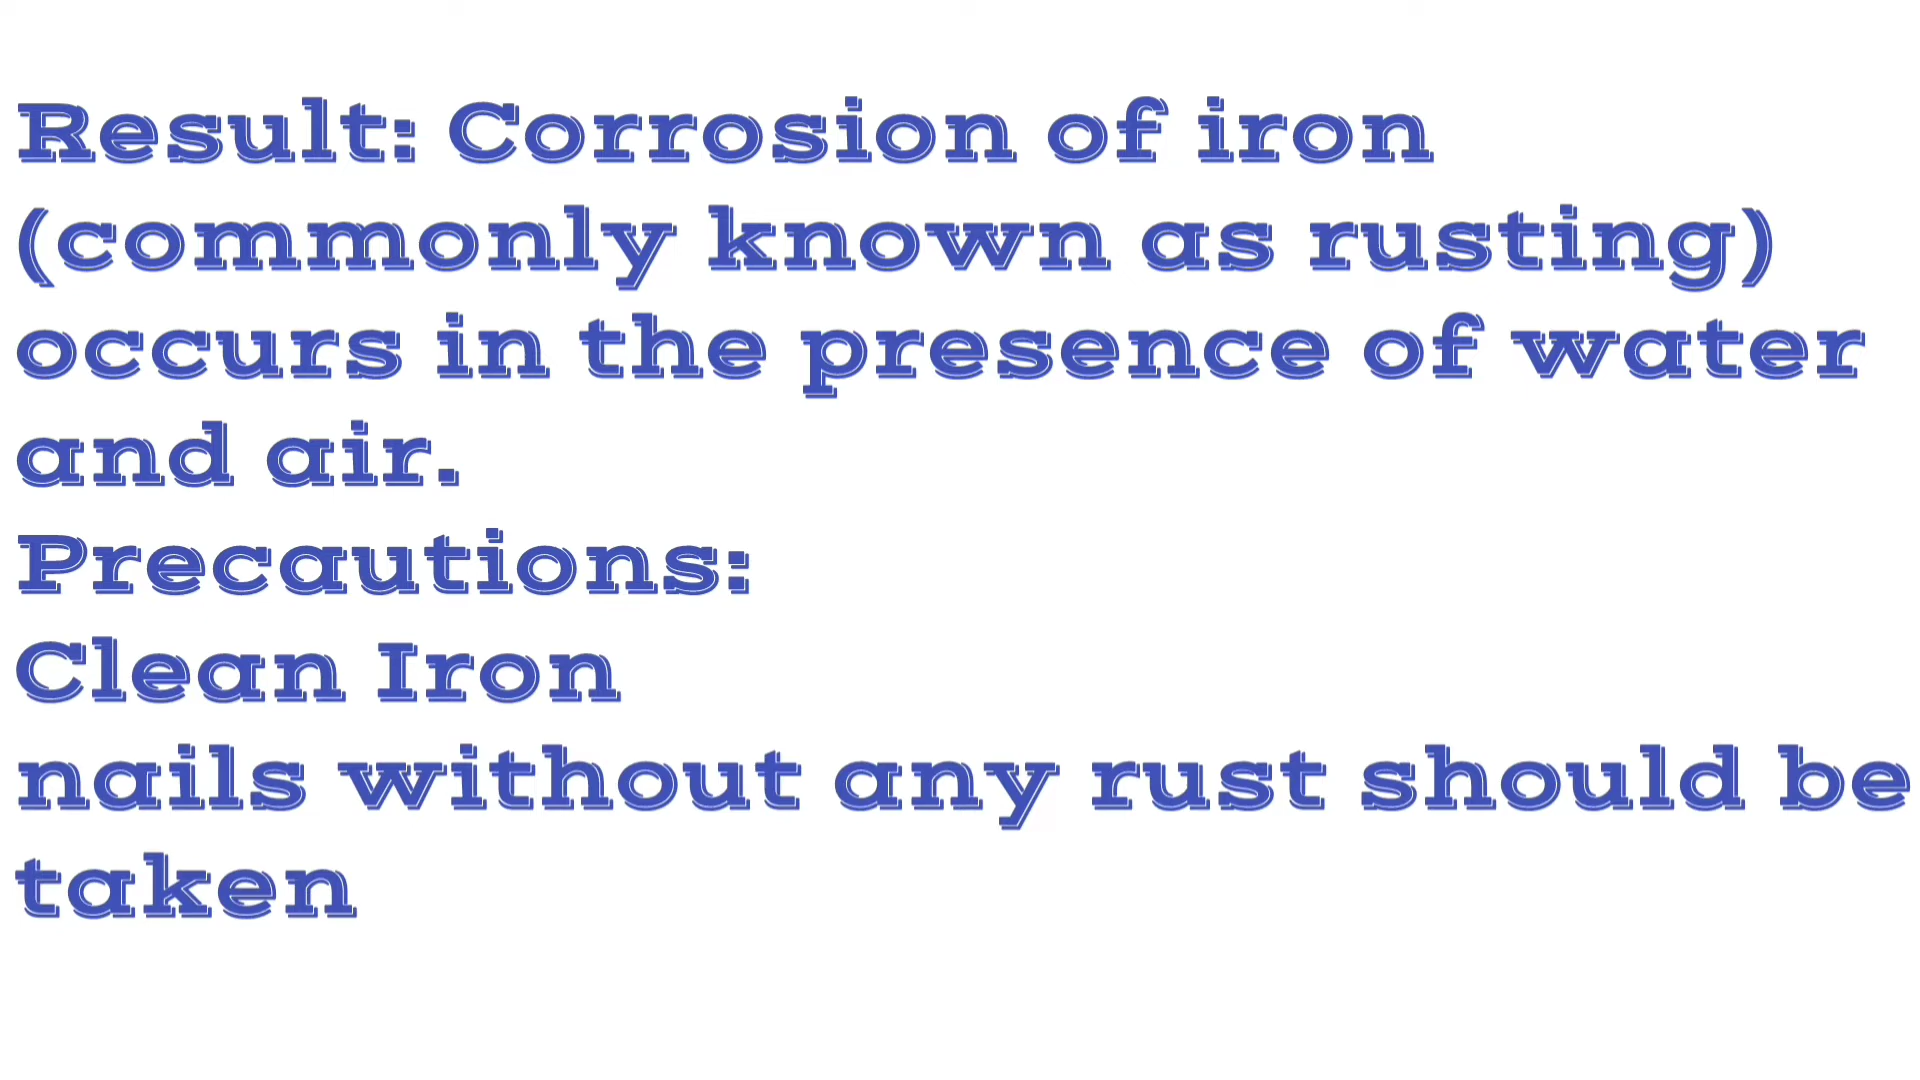 Result: Corrosion of iron
(commonly known as rusting)
occurs in the presence of water
and air.
Precautions:
Clean Iron
nails without any rust should be
taken